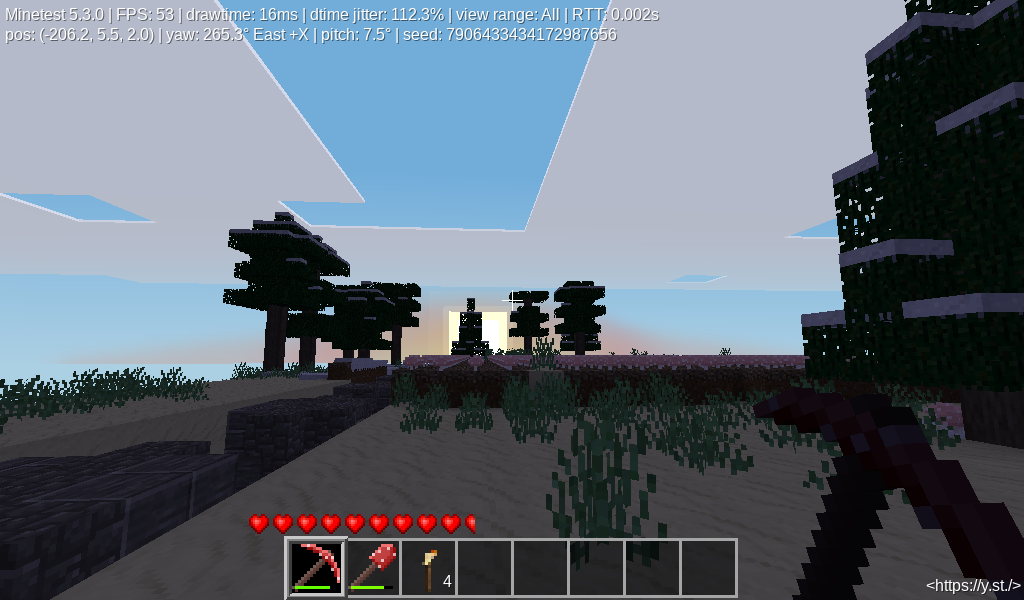 Minetest 5.3.0 | FPS: 53 | drawtime: 16ms | dtime jitter: 112.3% | view range: All | RTT: 0.002s
pos: (-206.2, 5.5, 2.0) | yaw: 265.3° East +X | pitch: 7.5° | seed: 7906433434172987656
4
<https://y.st./>